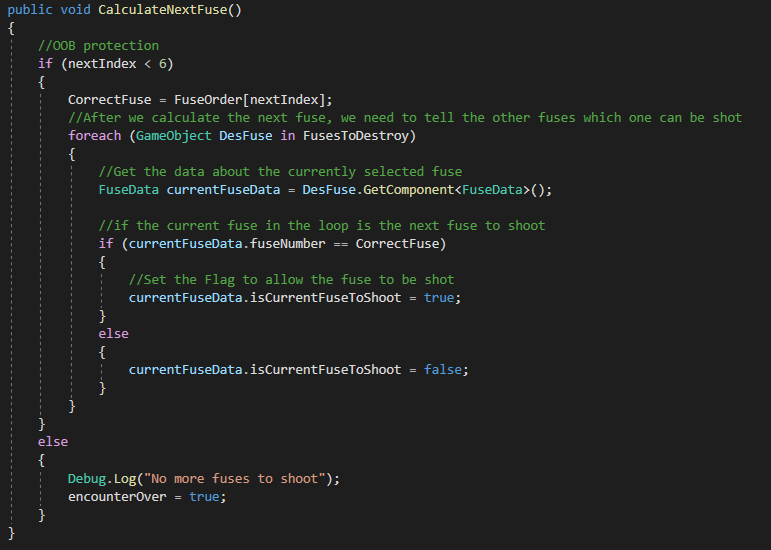 public void CalculateNextFuse()
{
//OOB protection
if (nextIndex < 6)
{
CorrectFuse = FuseOrder[nextIndex];
//After we calculate the next fuse, we need to tell the other fuses which one can be shot
foreach (GameObject DesFuse in FusesToDestroy)
{
//Get the data about the currently selected fuse
FuseData currentFuseData = DesFuse.GetComponent<FuseData>();
//if the current fuse in the loop is the next fuse to shoot
if (currentFuseData.fuseNumber == CorrectFuse)
{
//Set the Flag to allow the fuse to be shot
currentFuseData.isCurrentFuseToShoot = true;
}
else
{
currentFuseData.isCurrentFuseToShoot = false;
}
}
}
else
{
Debug.Log("No more fuses to shoot");
encounterOver = true;
}
}